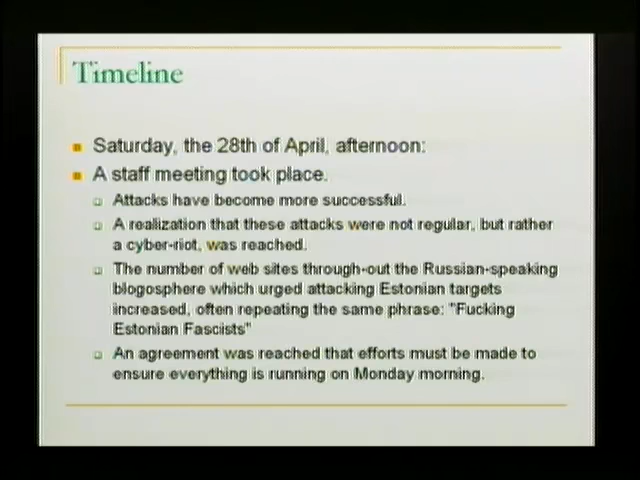 Timeline
Saturday, the 28th of April, afternoon:
A staff meeting took place.
Attacks have become more successful.
A realization that these attacks were not regular, but rather
a cyber-riot, was reached.
The number of web sites through-out the Russian-speaking
blogosphere which urged attacking Estonian targets
increased, often repeating the same phrase: "Fucking
Estonian Fascists"
An agreement was reached that efforts must be made to
ensure everything is running on Monday morning.